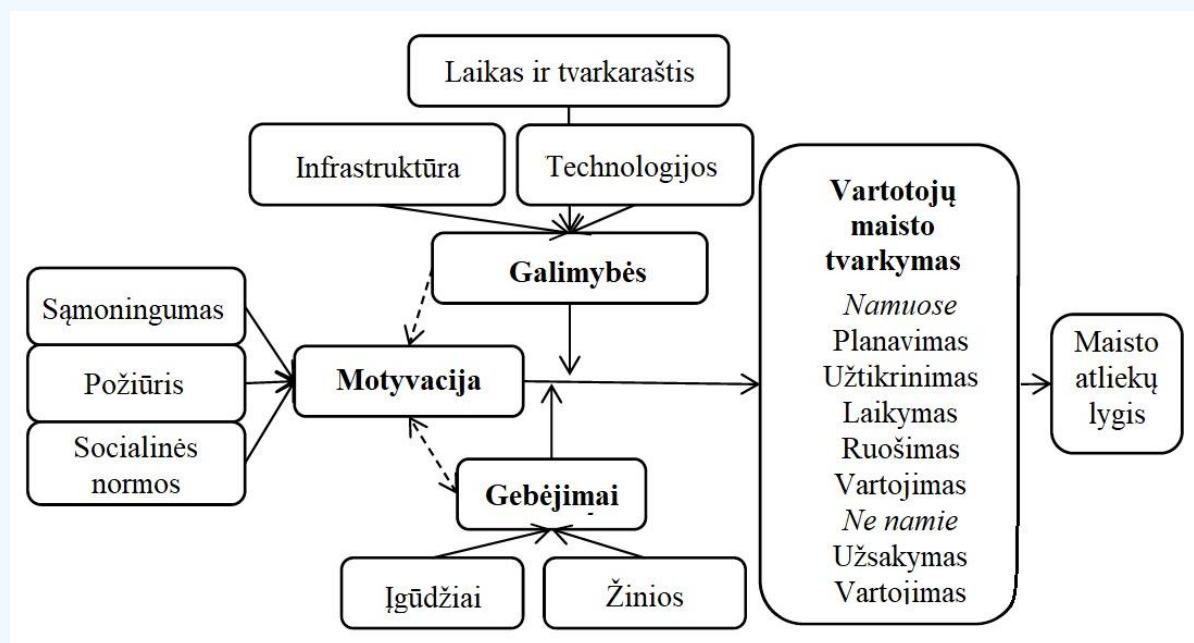 Laikas ir tvarkaraštis
Infrastruktūra
Technologijos
Galimybės
Sąmoningumas
Požiūris
Socialinės
normos
Motyvacija
Gebėjimai
Įgūdžiai
Žinios
Vartotojų
maisto
tvarkymas
Namuose
Planavimas
Užtikrinimas
Laikymas
Ruošimas
Vartojimas
Ne namie
Užsakymas
Vartojimas
Maisto
atliekų
lygis